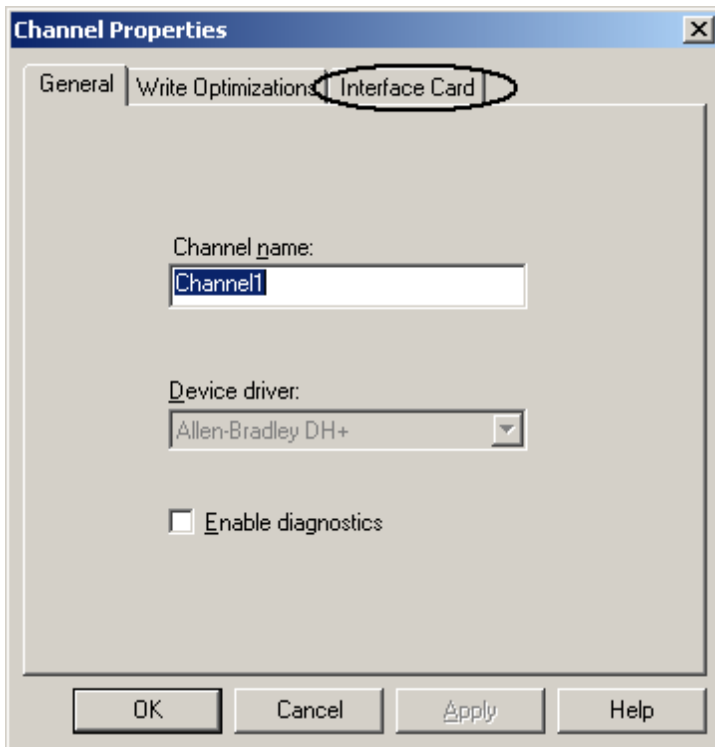 Channel Properties
General Write Optimizations Interface Card
Channel name:
Channel1
Device driver:
Allen-Bradley DH+
Enable diagnostics
OK Cancel Apply Help